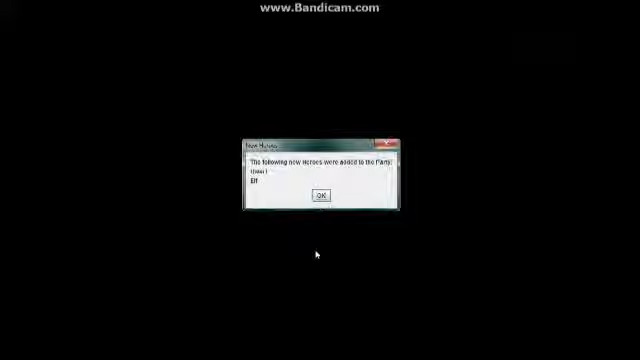 www.Bandicam.com
New Heroes
The following new Heroes were added to the Party:
Elf
OK